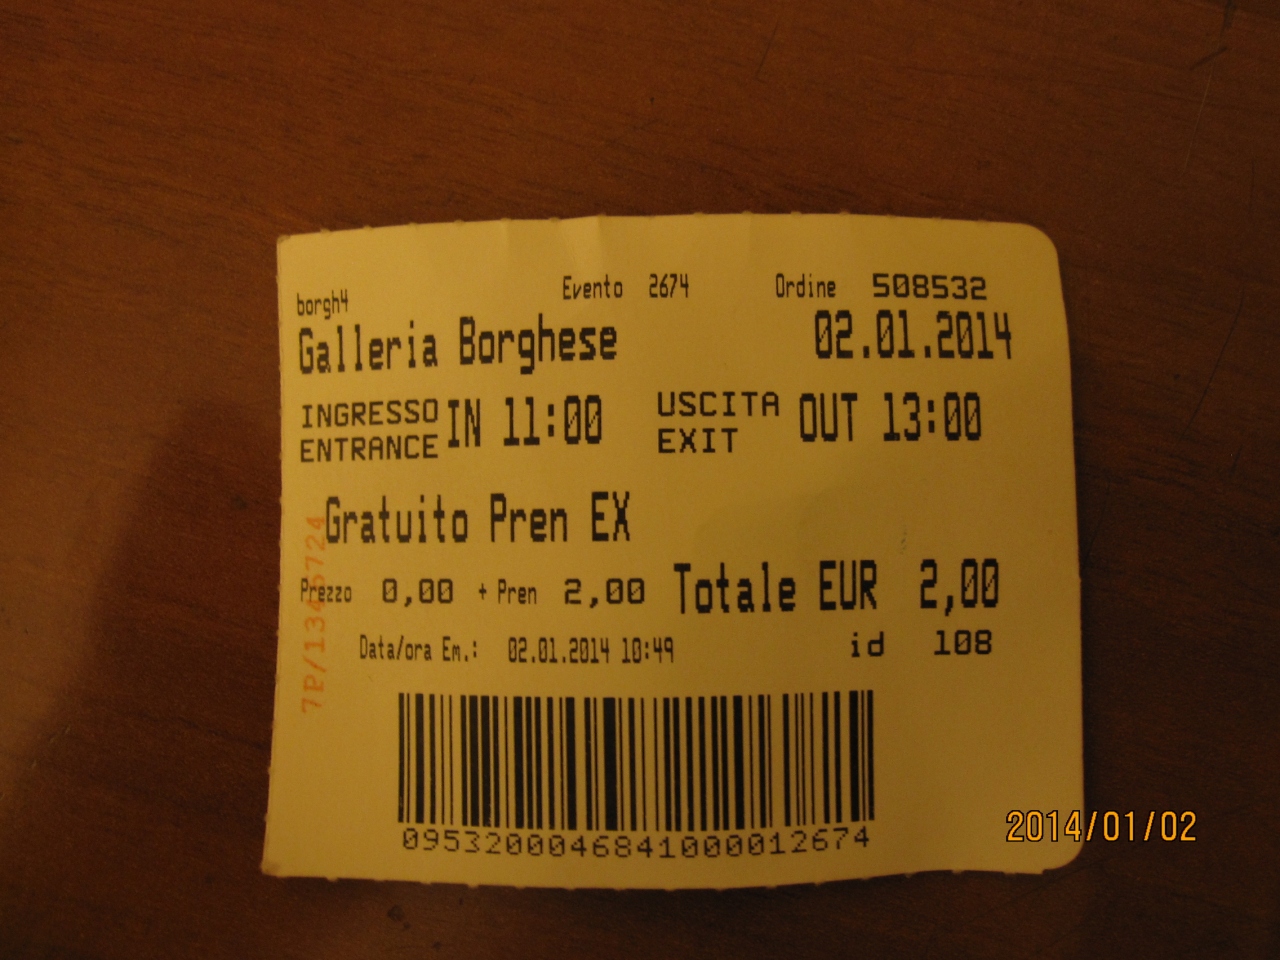 borgh4 Evento 2674 Ordine 508532
Galleria Borghese 02.01.2014
INGRESSO IN 11:00 USCITA OUT 13:00
ENTRANCE EXIT
Gratuito Pren EX
Prezzo 0,00 + Pren 2,00 Totale EUR 2,00
Data/ora Em.: 02.01.2014 10:49 id 108
0953200046841000012674
2014/01/02